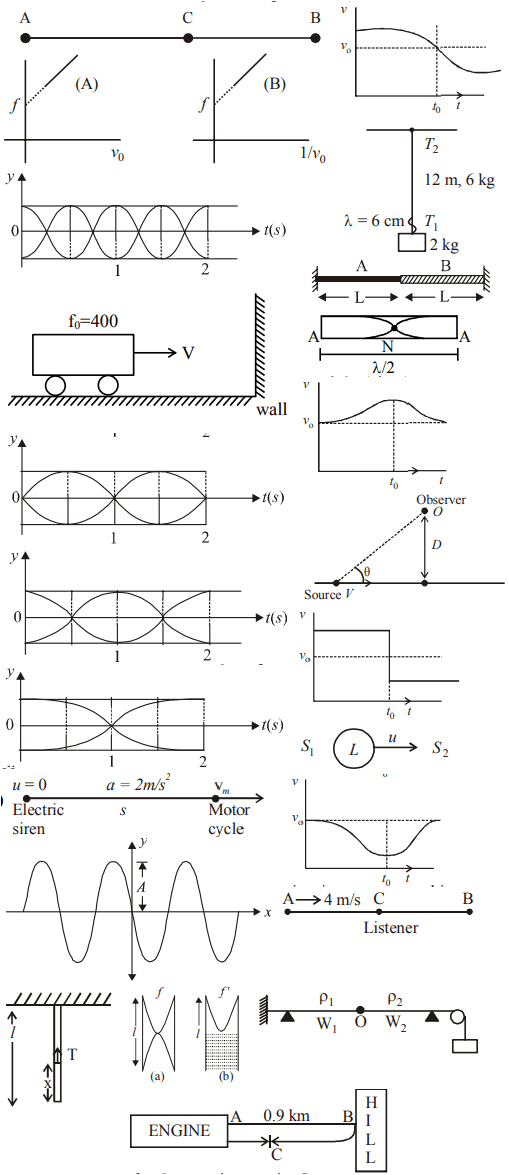 A C B
(A)
f
v₀
(B)
f
1/v₀
v
v₀
t₀ t
T₂
12 m, 6 kg
λ = 6 cm T₁
2 kg
y
0
t(s)
1 2
A B
L L
A N A
λ/2
f₀=400
V
wall
v
v₀
t₀ t
y
0
t(s)
1 2
Observer
O
D
θ
Source V
y
0
t(s)
1 2
v
v₀
t₀ t
y
0
t(s)
1 2
S₁ L u S₂
u = 0 a = 2m/s² vₘ
Electric siren s Motor cycle
v
v₀
t₀ t
y
A
x
A 4 m/s C B
Listener
l
T
x
f
l
(a)
f'
l
(b)
ρ₁ ρ₂
W₁ O W₂
ENGINE
A 0.9 km B
C
H
I
L
L